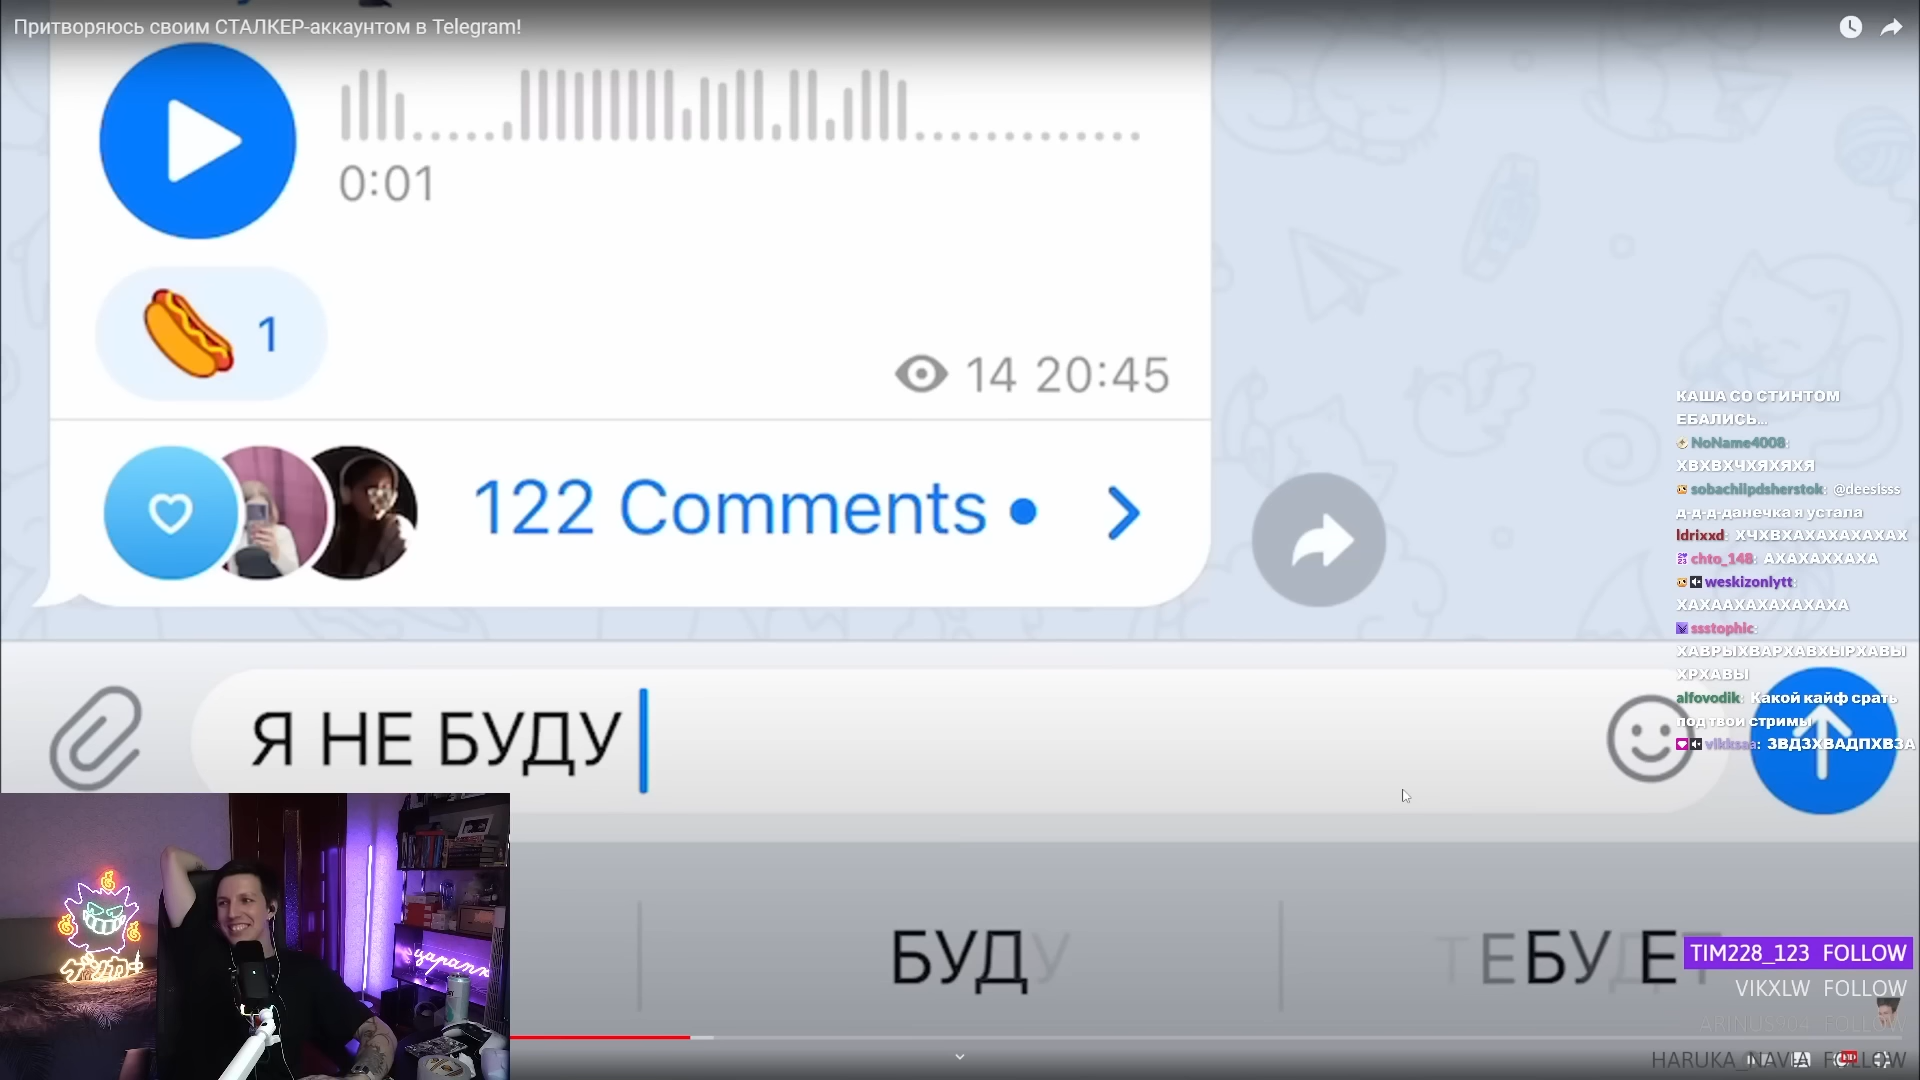 Притворяюсь своим СТАЛКЕР-аккаунтом в Telegram!
0:01
1
14 20:45
122 Comments
КАША СО СТИНТОМ
ЕБАЛИСЬ...
NoName4008:
ХВХВХЧХЯХЯХЯ
sobachiipdsherstok: @deesisss
д-д-д-данечка я устала
ldrixxd: ХЧХВХАХАХАХАХАХ
chto_148: АХАХАХХАХА
weskizonlytt:
ХАХААХАХАХАХАХА
ssstophic:
ХАВРЫХВАРХАВХЫРХАВЫ
ХРХАВЫ
alfovodik: Какой кайф срать
под твои стримы
vikksaa: ЗВДЗХВАДПХВЗА
Я НЕ БУДУ
БУДУ
TIM228_123 FOLLOW
VIKXLW FOLLOW
HARUKA_NAVIA FOLLOW
царапк